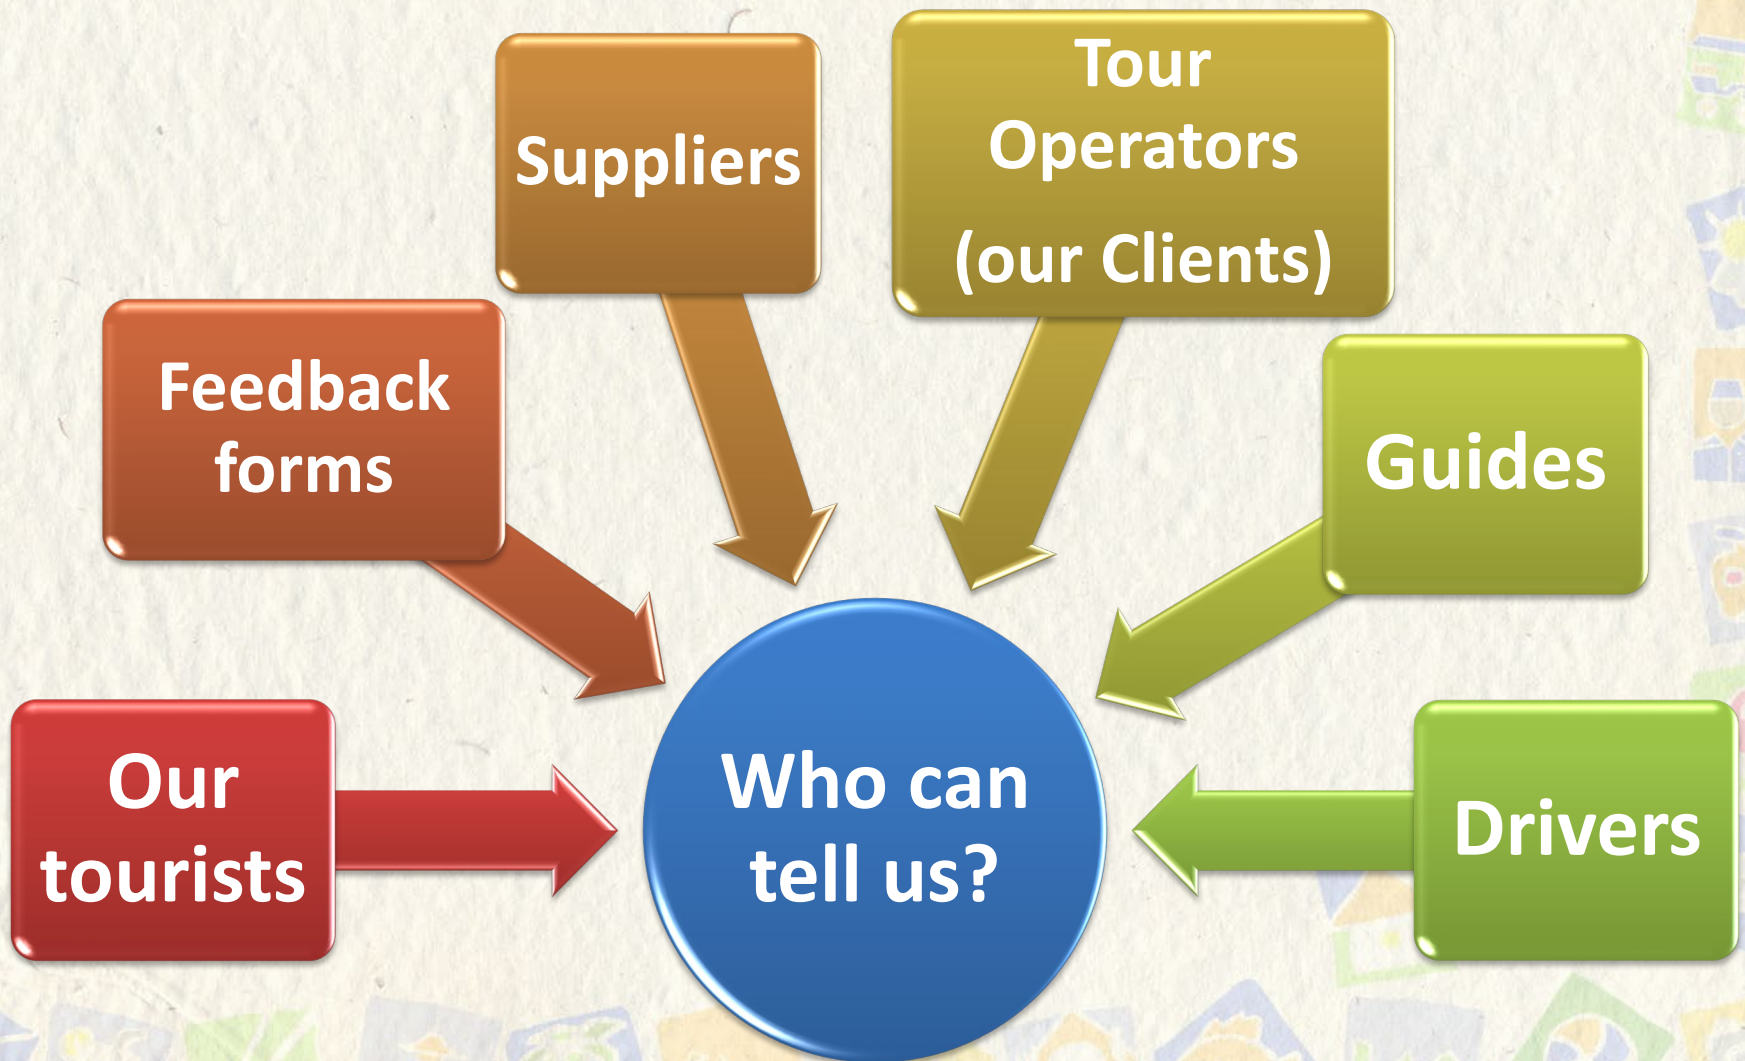 Suppliers
Tour
Operators
(our Clients)
Feedback
forms
Guides
Our
tourists
Who can
tell us?
Drivers